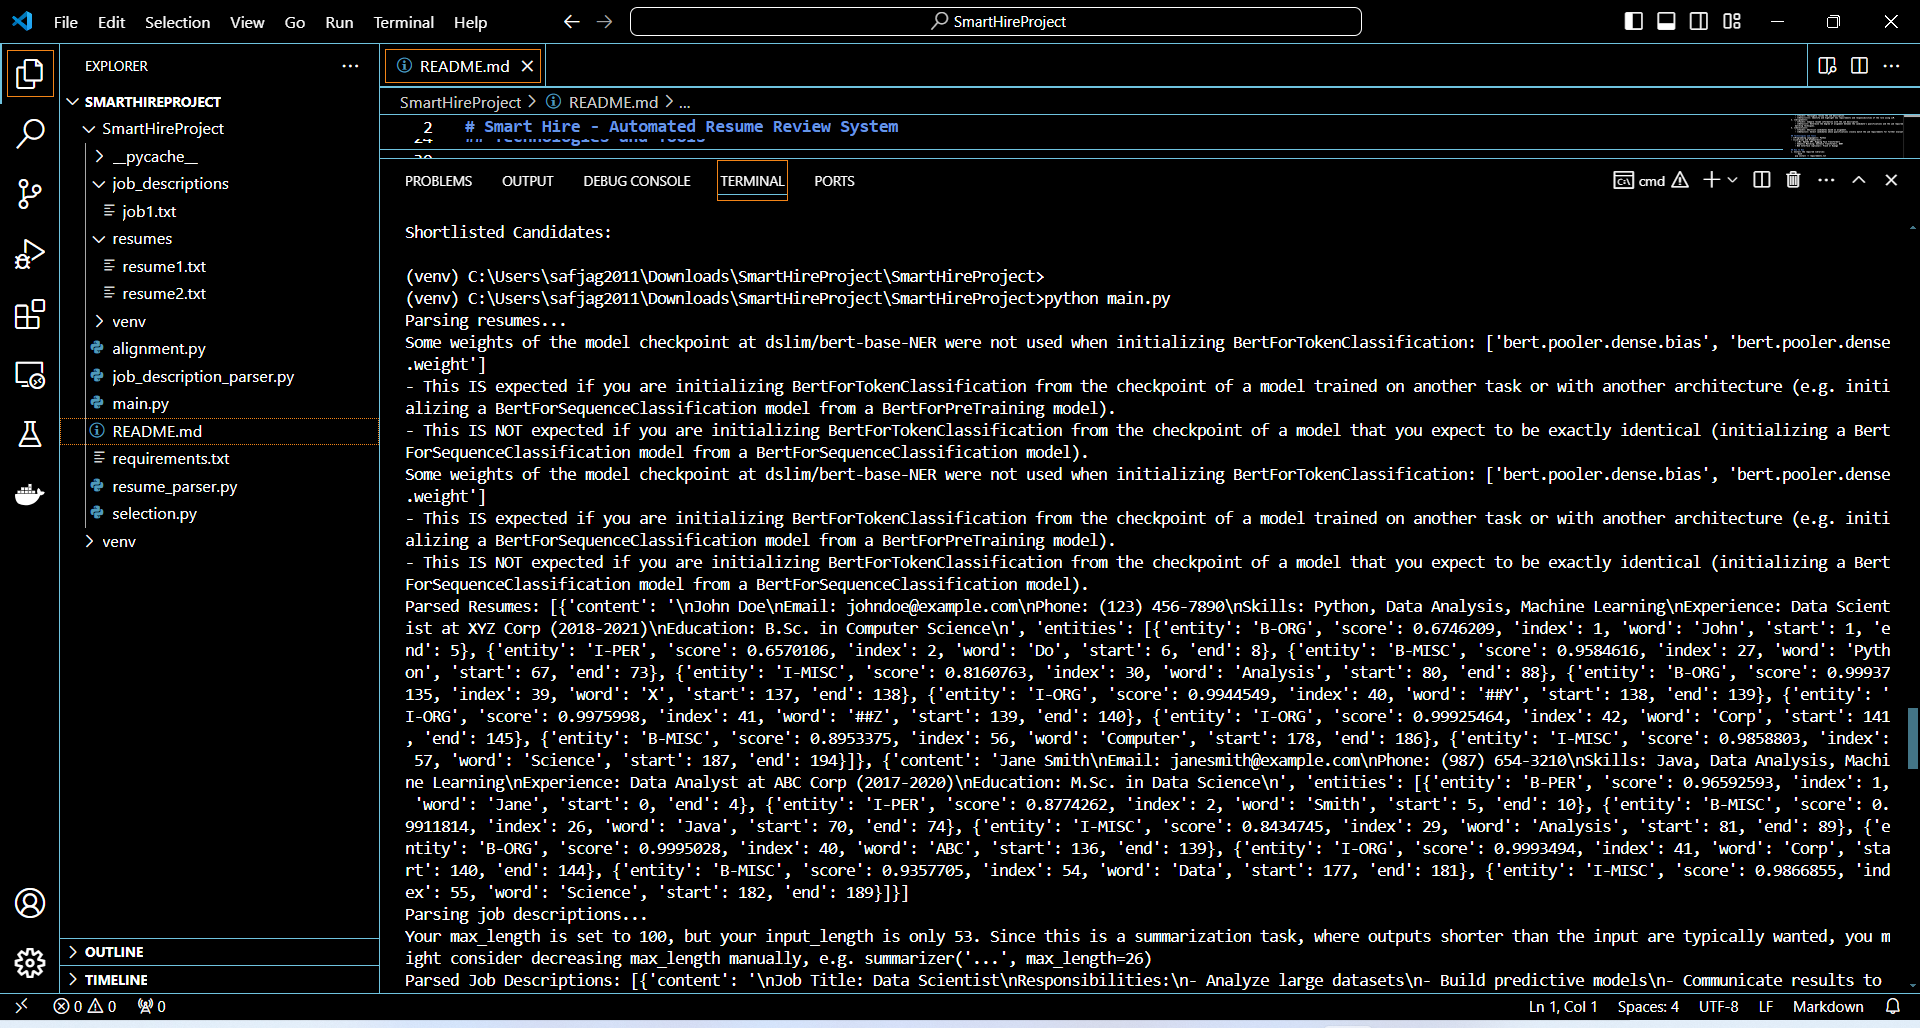 File Edit Selection View Go Run Terminal Help
SmartHireProject
EXPLORER
SMARTHIREPROJECT
SmartHireProject
__pycache__
job_descriptions
job1.txt
resumes
resume1.txt
resume2.txt
venv
alignment.py
job_description_parser.py
main.py
README.md
requirements.txt
resume_parser.py
selection.py
venv
OUTLINE
TIMELINE
README.md
SmartHireProject > README.md > ...
2 # Smart Hire - Automated Resume Review System
24 ## Technologies and Tools
PROBLEMS OUTPUT DEBUG CONSOLE TERMINAL PORTS
cmd
Shortlisted Candidates:
(venv) C:\Users\safjag2011\Downloads\SmartHireProject\SmartHireProject>
(venv) C:\Users\safjag2011\Downloads\SmartHireProject\SmartHireProject>python main.py
Parsing resumes...
Some weights of the model checkpoint at dslim/bert-base-NER were not used when initializing BertForTokenClassification: ['bert.pooler.dense.bias', 'bert.pooler.dense
.weight']
- This IS expected if you are initializing BertForTokenClassification from the checkpoint of a model trained on another task or with another architecture (e.g. initi
alizing a BertForSequenceClassification model from a BertForPreTraining model).
- This IS NOT expected if you are initializing BertForTokenClassification from the checkpoint of a model that you expect to be exactly identical (initializing a Bert
ForSequenceClassification model from a BertForSequenceClassification model).
Some weights of the model checkpoint at dslim/bert-base-NER were not used when initializing BertForTokenClassification: ['bert.pooler.dense.bias', 'bert.pooler.dense
.weight']
- This IS expected if you are initializing BertForTokenClassification from the checkpoint of a model trained on another task or with another architecture (e.g. initi
alizing a BertForSequenceClassification model from a BertForPreTraining model).
- This IS NOT expected if you are initializing BertForTokenClassification from the checkpoint of a model that you expect to be exactly identical (initializing a Bert
ForSequenceClassification model from a BertForSequenceClassification model).
Parsed Resumes: [{'content': '\nJohn Doe\nEmail: johndoe@example.com\nPhone: (123) 456-7890\nSkills: Python, Data Analysis, Machine Learning\nExperience: Data Scient
ist at XYZ Corp (2018-2021)\nEducation: B.Sc. in Computer Science\n', 'entities': [{'entity': 'B-ORG', 'score': 0.6746209, 'index': 1, 'word': 'John', 'start': 1, 'e
nd': 5}, {'entity': 'I-PER', 'score': 0.6570106, 'index': 2, 'word': 'Do', 'start': 6, 'end': 8}, {'entity': 'B-MISC', 'score': 0.9584616, 'index': 27, 'word': 'Pyth
on', 'start': 67, 'end': 73}, {'entity': 'I-MISC', 'score': 0.8160763, 'index': 30, 'word': 'Analysis', 'start': 80, 'end': 88}, {'entity': 'B-ORG', 'score': 0.99937
135, 'index': 39, 'word': 'X', 'start': 137, 'end': 138}, {'entity': 'I-ORG', 'score': 0.9944549, 'index': 40, 'word': '##Y', 'start': 138, 'end': 139}, {'entity': '
I-ORG', 'score': 0.9975998, 'index': 41, 'word': '##Z', 'start': 139, 'end': 140}, {'entity': 'I-ORG', 'score': 0.99925464, 'index': 42, 'word': 'Corp', 'start': 141
, 'end': 145}, {'entity': 'B-MISC', 'score': 0.8953375, 'index': 56, 'word': 'Computer', 'start': 178, 'end': 186}, {'entity': 'I-MISC', 'score': 0.9858803, 'index':
57, 'word': 'Science', 'start': 187, 'end': 194}]}, {'content': 'Jane Smith\nEmail: janesmith@example.com\nPhone: (987) 654-3210\nSkills: Java, Data Analysis, Machi
ne Learning\nExperience: Data Analyst at ABC Corp (2017-2020)\nEducation: M.Sc. in Data Science\n', 'entities': [{'entity': 'B-PER', 'score': 0.96592593, 'index': 1,
'word': 'Jane', 'start': 0, 'end': 4}, {'entity': 'I-PER', 'score': 0.8774262, 'index': 2, 'word': 'Smith', 'start': 5, 'end': 10}, {'entity': 'B-MISC', 'score': 0.
9911814, 'index': 26, 'word': 'Java', 'start': 70, 'end': 74}, {'entity': 'I-MISC', 'score': 0.8434745, 'index': 29, 'word': 'Analysis', 'start': 81, 'end': 89}, {'e
ntity': 'B-ORG', 'score': 0.9995028, 'index': 40, 'word': 'ABC', 'start': 136, 'end': 139}, {'entity': 'I-ORG', 'score': 0.9993494, 'index': 41, 'word': 'Corp', 'sta
rt': 140, 'end': 144}, {'entity': 'B-MISC', 'score': 0.9357705, 'index': 54, 'word': 'Data', 'start': 177, 'end': 181}, {'entity': 'I-MISC', 'score': 0.9866855, 'ind
ex': 55, 'word': 'Science', 'start': 182, 'end': 189}]}]
Parsing job descriptions...
Your max_length is set to 100, but your input_length is only 53. Since this is a summarization task, where outputs shorter than the input are typically wanted, you m
ight consider decreasing max_length manually, e.g. summarizer('...', max_length=26)
Parsed Job Descriptions: [{'content': '\nJob Title: Data Scientist\nResponsibilities:\n- Analyze large datasets\n- Build predictive models\n- Communicate results to
0 0 0
Ln 1, Col 1 Spaces: 4 UTF-8 LF Markdown